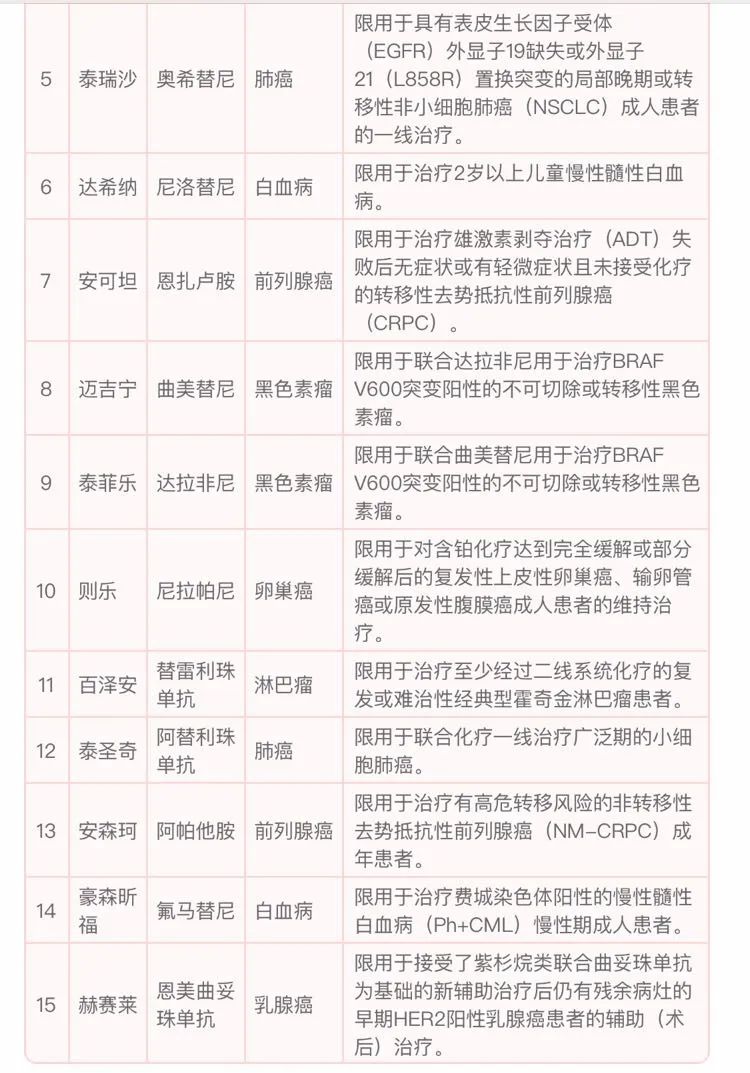 限用于具有表皮生长因子受体
（EGFR）外显子19缺失或外显子
5 泰瑞沙 奥希替尼 肺癌 21（L858R）置换突变的局部晚期或转
移性非小细胞肺癌（NSCLC）成人患者
的一线治疗。
6 达希纳 尼洛替尼 白血病 限用于治疗2岁以上儿童慢性髓性白血
病。
限用于治疗雄激素剥夺治疗（ADT）失
7 安可坦 恩扎卢胺 前列腺癌 败后无症状或有轻微症状且未接受化疗
的转移性去势抵抗性前列腺癌
（CRPC）。
限用于联合达拉非尼用于治疗BRAF
8 迈吉宁 曲美替尼 黑色素瘤 V600突变阳性的不可切除或转移性黑色
素瘤。
限用于联合曲美替尼用于治疗BRAF
9 泰菲乐 达拉非尼 黑色素瘤 V600突变阳性的不可切除或转移性黑色
素瘤。
限用于对含铂化疗达到完全缓解或部分
10 则乐 尼拉帕尼 卵巢癌 缓解后的复发性上皮性卵巢癌、输卵管
癌或原发性腹膜癌成人患者的维持治
疗。
11 百泽安 替雷利珠 淋巴瘤 限用于治疗至少经过二线系统化疗的复
单抗 发或难治性经典型霍奇金淋巴瘤患者。
12 泰圣奇 阿替利珠 肺癌 限用于联合化疗一线治疗广泛期的小细
单抗 胞肺癌。
限用于治疗有高危转移风险的非转移性
13 安森珂 阿帕他胺 前列腺癌 去势抵抗性前列腺癌（NM-CRPC）成
年患者。
14 豪森昕 氟马替尼 白血病 限用于治疗费城染色体阳性的慢性髓性
福 白血病（Ph+CML）慢性期成人患者。
限用于接受了紫杉烷类联合曲妥珠单抗
15 赫赛莱 恩美曲妥 乳腺癌 为基础的新辅助治疗后仍有残余病灶的
珠单抗 早期HER2阳性乳腺癌患者的辅助（术
后）治疗。